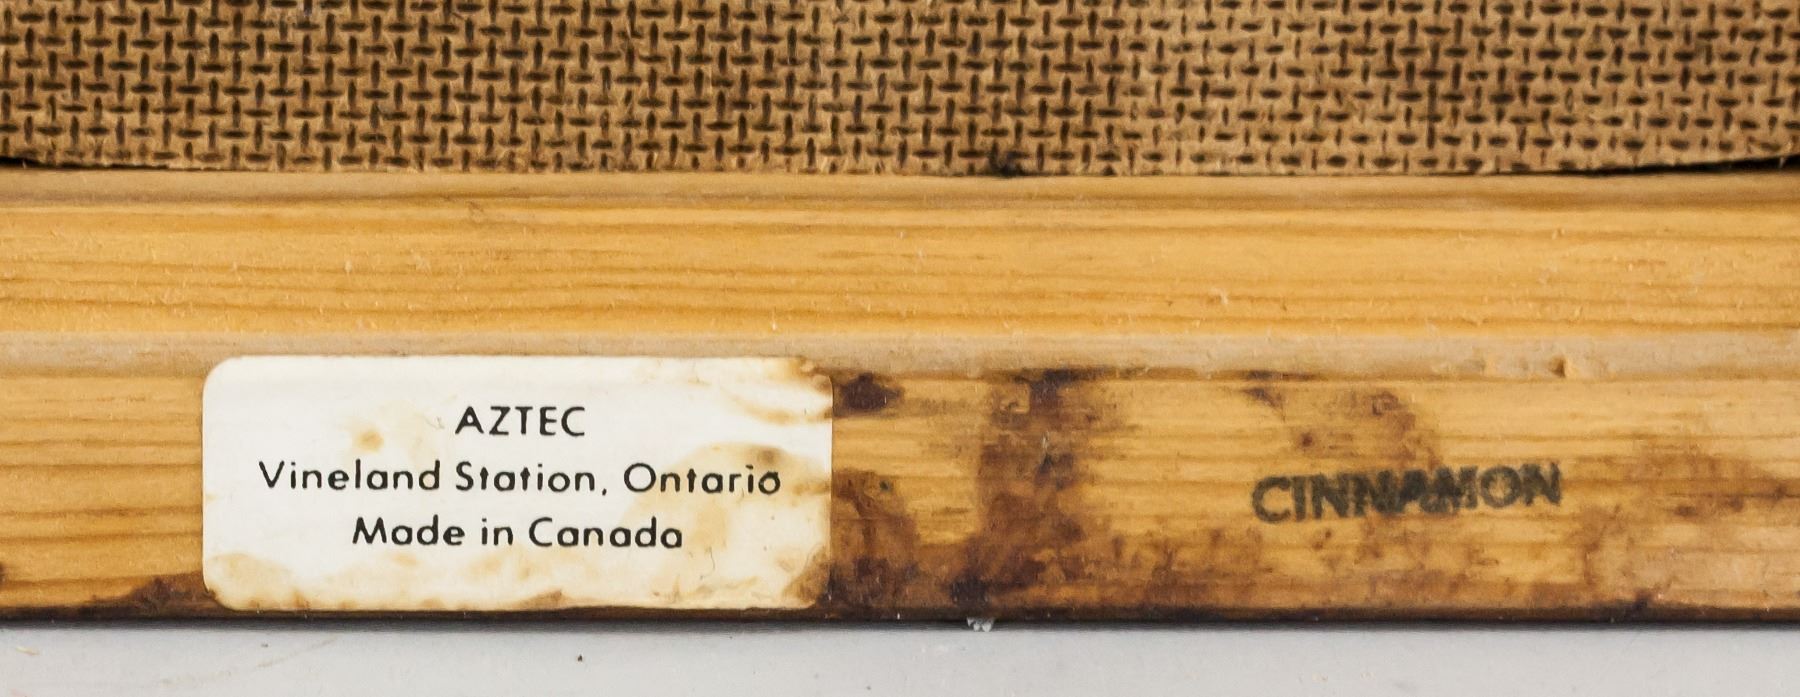 AZTEC
Vineland Station, Ontario
Made in Canada
CINNAMON